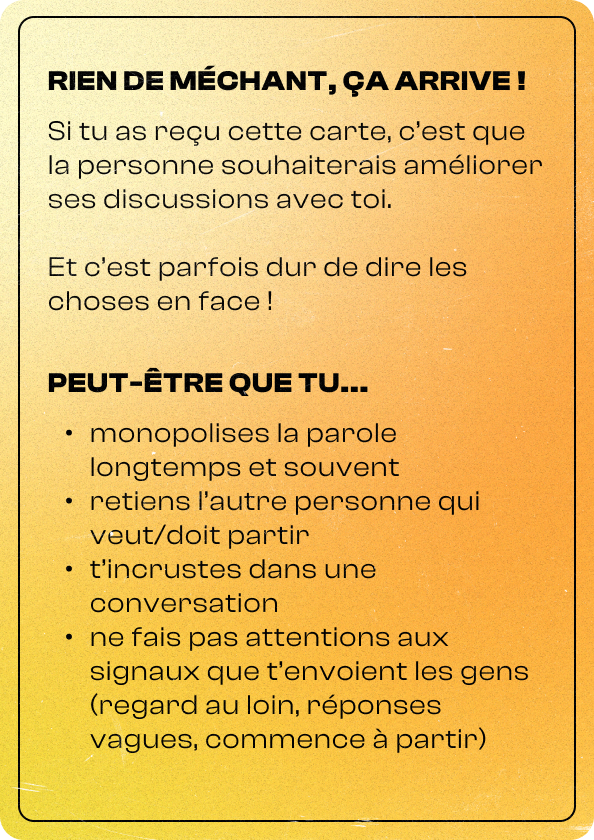 RIEN DE MÉCHANT, ÇA ARRIVE !
Si tu as reçu cette carte, c’est que
la personne souhaiterais améliorer
ses discussions avec toi.
Et c’est parfois dur de dire les
choses en face !
PEUT-ÊTRE QUE TU...
• monopolises la parole
longtemps et souvent
• retiens l’autre personne qui
veut/doit partir
• t’incrustes dans une
conversation
• ne fais pas attentions aux
signaux que t’envoient les gens
(regard au loin, réponses
vagues, commence à partir)